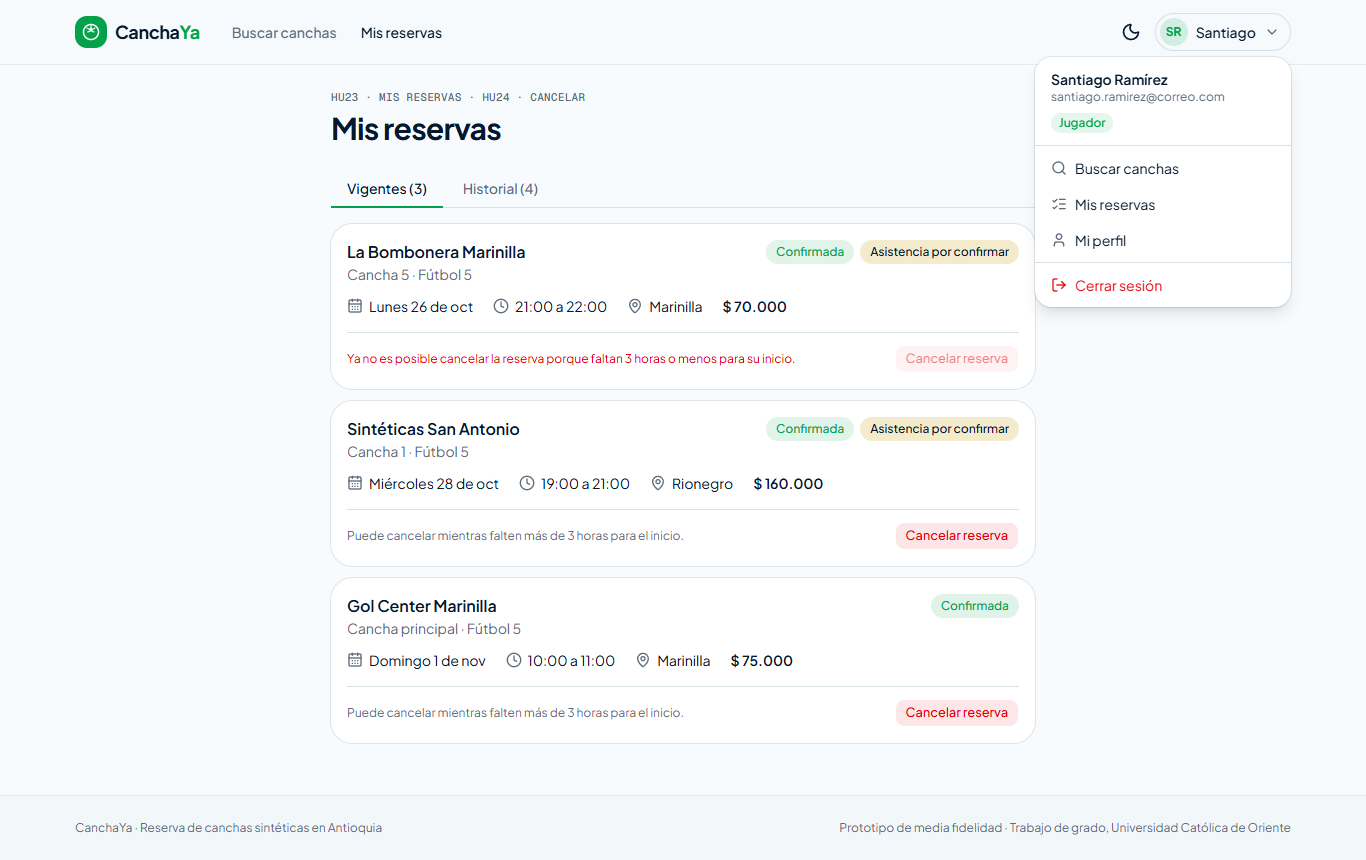 CanchaYa
Buscar canchas
Mis reservas
SR
Santiago
Santiago Ramírez
santiago.ramirez@correo.com
Jugador
Buscar canchas
Mis reservas
Mi perfil
Cerrar sesión
HU23 · MIS RESERVAS · HU24 · CANCELAR
Mis reservas
Vigentes (3)
Historial (4)
La Bombonera Marinilla
Confirmada
Asistencia por confirmar
Cancha 5 · Fútbol 5
Lunes 26 de oct
21:00 a 22:00
Marinilla
$ 70.000
Ya no es posible cancelar la reserva porque faltan 3 horas o menos para su inicio.
Cancelar reserva
Sintéticas San Antonio
Confirmada
Asistencia por confirmar
Cancha 1 · Fútbol 5
Miércoles 28 de oct
19:00 a 21:00
Rionegro
$ 160.000
Puede cancelar mientras falten más de 3 horas para el inicio.
Cancelar reserva
Gol Center Marinilla
Confirmada
Cancha principal · Fútbol 5
Domingo 1 de nov
10:00 a 11:00
Marinilla
$ 75.000
Puede cancelar mientras falten más de 3 horas para el inicio.
Cancelar reserva
CanchaYa · Reserva de canchas sintéticas en Antioquia
Prototipo de media fidelidad · Trabajo de grado, Universidad Católica de Oriente